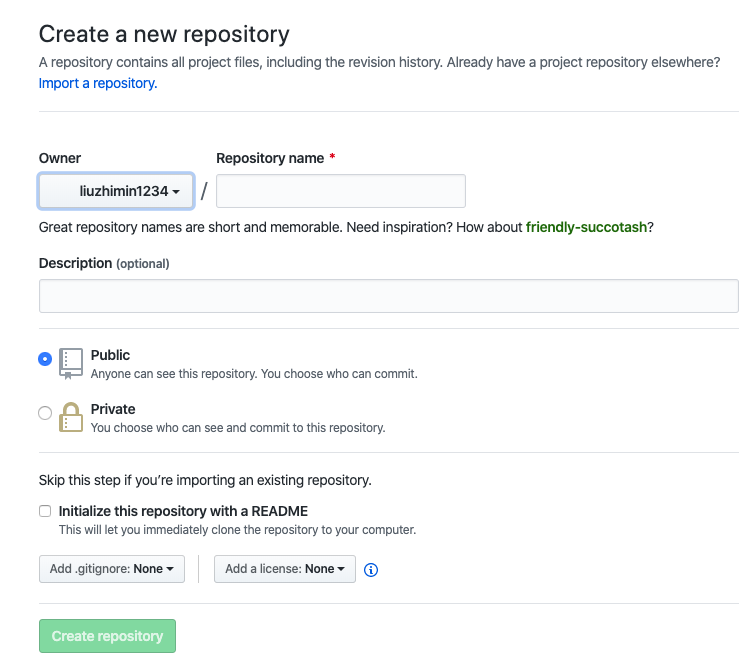 Create a new repository
A repository contains all project files, including the revision history. Already have a project repository elsewhere?
Import a repository.
Owner
Repository name *
liuzhimin1234 /
Great repository names are short and memorable. Need inspiration? How about friendly-succotash?
Description (optional)
Public
Anyone can see this repository. You choose who can commit.
Private
You choose who can see and commit to this repository.
Skip this step if you’re importing an existing repository.
Initialize this repository with a README
This will let you immediately clone the repository to your computer.
Add .gitignore: None
Add a license: None
Create repository